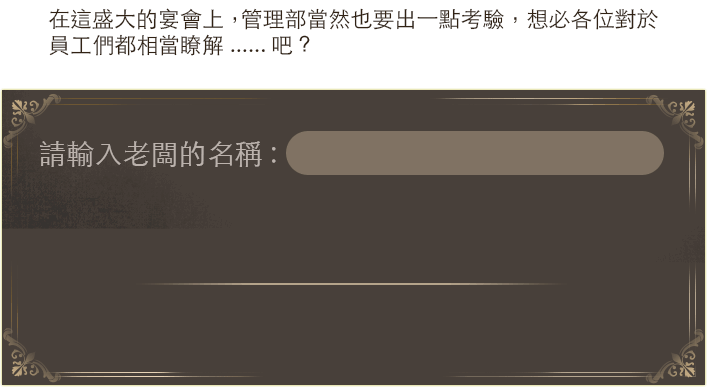 在這盛大的宴會上，管理部當然也要出一點考驗，想必各位對於
員工們都相當瞭解 ...... 吧？
請輸入老闆的名稱：